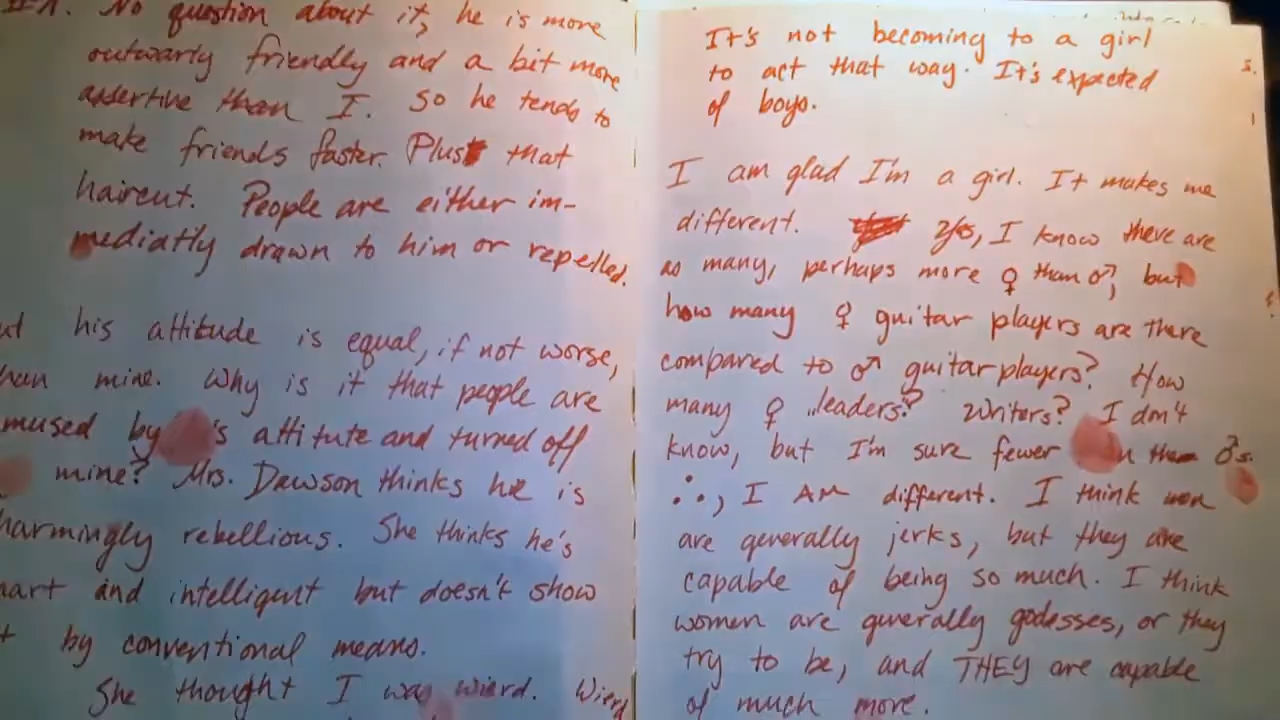 No question about it, he is more
outwarly friendly and a bit more
assertive than I. So he tends to
make friends faster. Plus that
haircut. People are either im-
mediatly drawn to him or repelled.
ut his attitude is equal, if not worse,
han mine. Why is it that people are
mused by s attitute and turned off
mine? Mrs. Dawson thinks he is
harmingly rebellious. She thinks he's
mart and intelligent but doesn't show
t by conventional means.
She thought I was wierd. Wierd
It's not becoming to a girl
to act that way. It's expected
of boys.
I am glad I'm a girl. It makes me
different. Yes, I know there are
as many, perhaps more ♀ than ♂, but
how many ♀ guitar players are there
compared to ♂ guitar players? How
many ♀ leaders? Writers? I don't
know, but I'm sure fewer n them ♂s.
∴, I AM different. I think men
are generally jerks, but they are
capable of being so much. I think
women are generally godesses, or they
try to be, and THEY are capable
of much more.